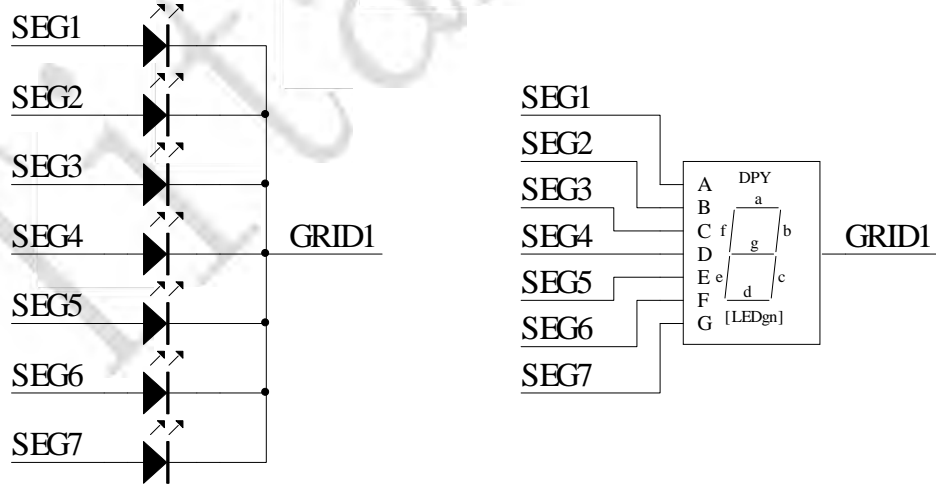 SEG1
SEG2
SEG3
SEG4
SEG5
SEG6
SEG7
GRID1
SEG1
SEG2
SEG3
SEG4
SEG5
SEG6
SEG7
A
B
C
D
E
F
G
DPY
a
f
b
g
e
c
d
[LEDgn]
GRID1